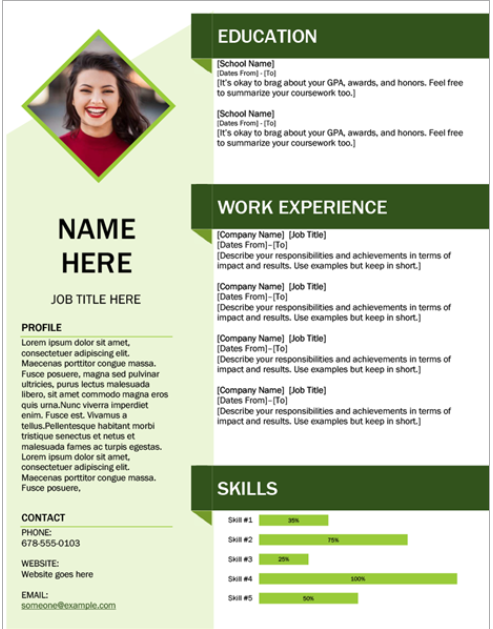 NAME
HERE
JOB TITLE HERE
PROFILE
Lorem ipsum dolor sit amet,
consectetuer adipiscing elit.
Maecenas porttitor congue massa.
Fusce posuere, magna sed pulvinar
ultricies, purus lectus malesuada
libero, sit amet commodo magna eros
quis urna.Nunc viverra imperdiet
enim. Fusce est. Vivamus a
tellus.Pellentesque habitant morbi
tristique senectus et netus et
malesuada fames ac turpis egestas.
Lorem ipsum dolor sit amet,
consectetuer adipiscing elit.
Maecenas porttitor congue massa.
Fusce posuere,
CONTACT
PHONE:
678-555-0103
WEBSITE:
Website goes here
EMAIL:
someone@example.com
EDUCATION
[School Name]
[Dates From] - [To]
[It's okay to brag about your GPA, awards, and honors. Feel free
to summarize your coursework too.]
[School Name]
[Dates From] - [To]
[It's okay to brag about your GPA, awards, and honors. Feel free
to summarize your coursework too.]
WORK EXPERIENCE
[Company Name] [Job Title]
[Dates From]–[To]
[Describe your responsibilities and achievements in terms of
impact and results. Use examples but keep in short.]
[Company Name] [Job Title]
[Dates From]–[To]
[Describe your responsibilities and achievements in terms of
impact and results. Use examples but keep in short.]
[Company Name] [Job Title]
[Dates From]–[To]
[Describe your responsibilities and achievements in terms of
impact and results. Use examples but keep in short.]
[Company Name] [Job Title]
[Dates From]–[To]
[Describe your responsibilities and achievements in terms of
impact and results. Use examples but keep in short.]
SKILLS
Skill #1 35%
Skill #2 75%
Skill #3 25%
Skill #4 100%
Skill #5 50%